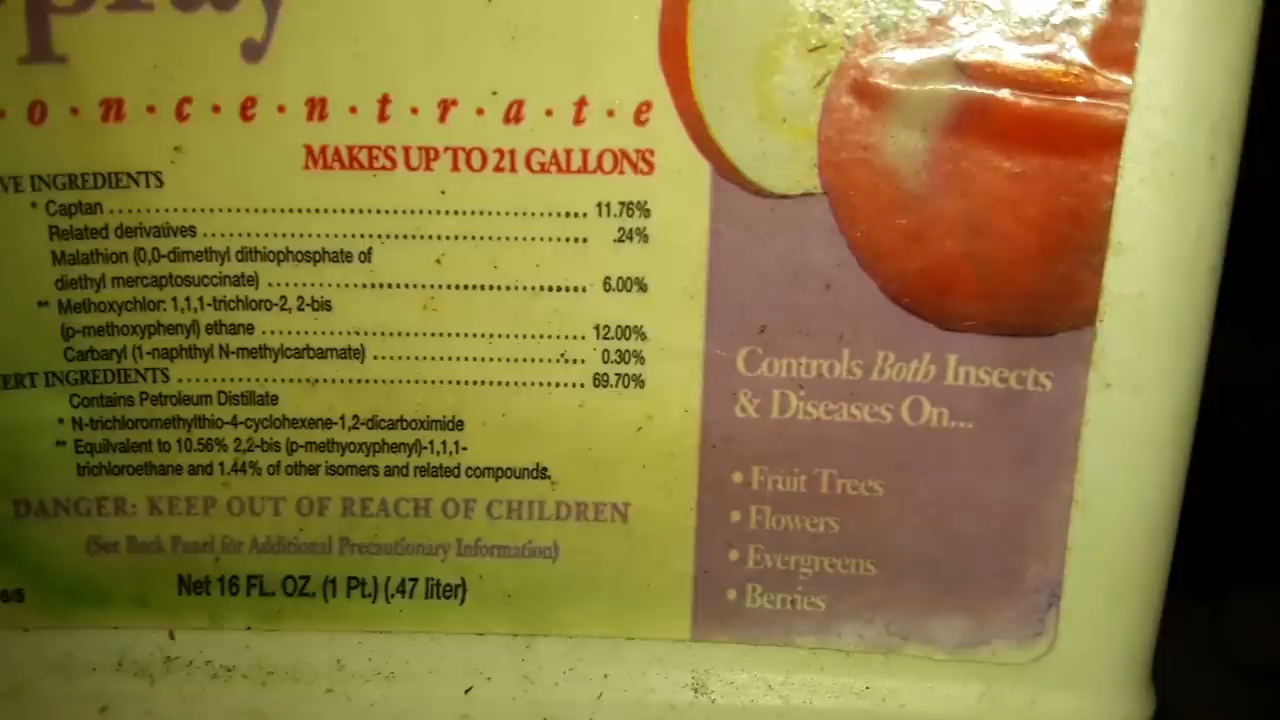 pray
o·n·c·e·n·t·r·a·t·e
MAKES UP TO 21 GALLONS
VE INGREDIENTS
* Captan ........ 11.76%
Related derivatives ........ .24%
Malathion (0,0-dimethyl dithiophosphate of
diethyl mercaptosuccinate) ........ 6.00%
** Methoxychlor: 1,1,1-trichloro-2, 2-bis
(p-methoxyphenyl) ethane ........ 12.00%
Carbaryl (1-naphthyl N-methylcarbamate) ........ 0.30%
ERT INGREDIENTS ........ 69.70%
Contains Petroleum Distillate
* N-trichloromethylthio-4-cyclohexene-1,2-dicarboximide
** Equilvalent to 10.56% 2,2-bis (p-methyoxyphenyl)-1,1,1-
trichloroethane and 1.44% of other isomers and related compounds.
DANGER: KEEP OUT OF REACH OF CHILDREN
(See Back Panel for Additional Precautionary Information)
Net 16 FL. OZ. (1 Pt.) (.47 liter)
Controls Both Insects
& Diseases On...
• Fruit Trees
• Flowers
• Evergreens
• Berries